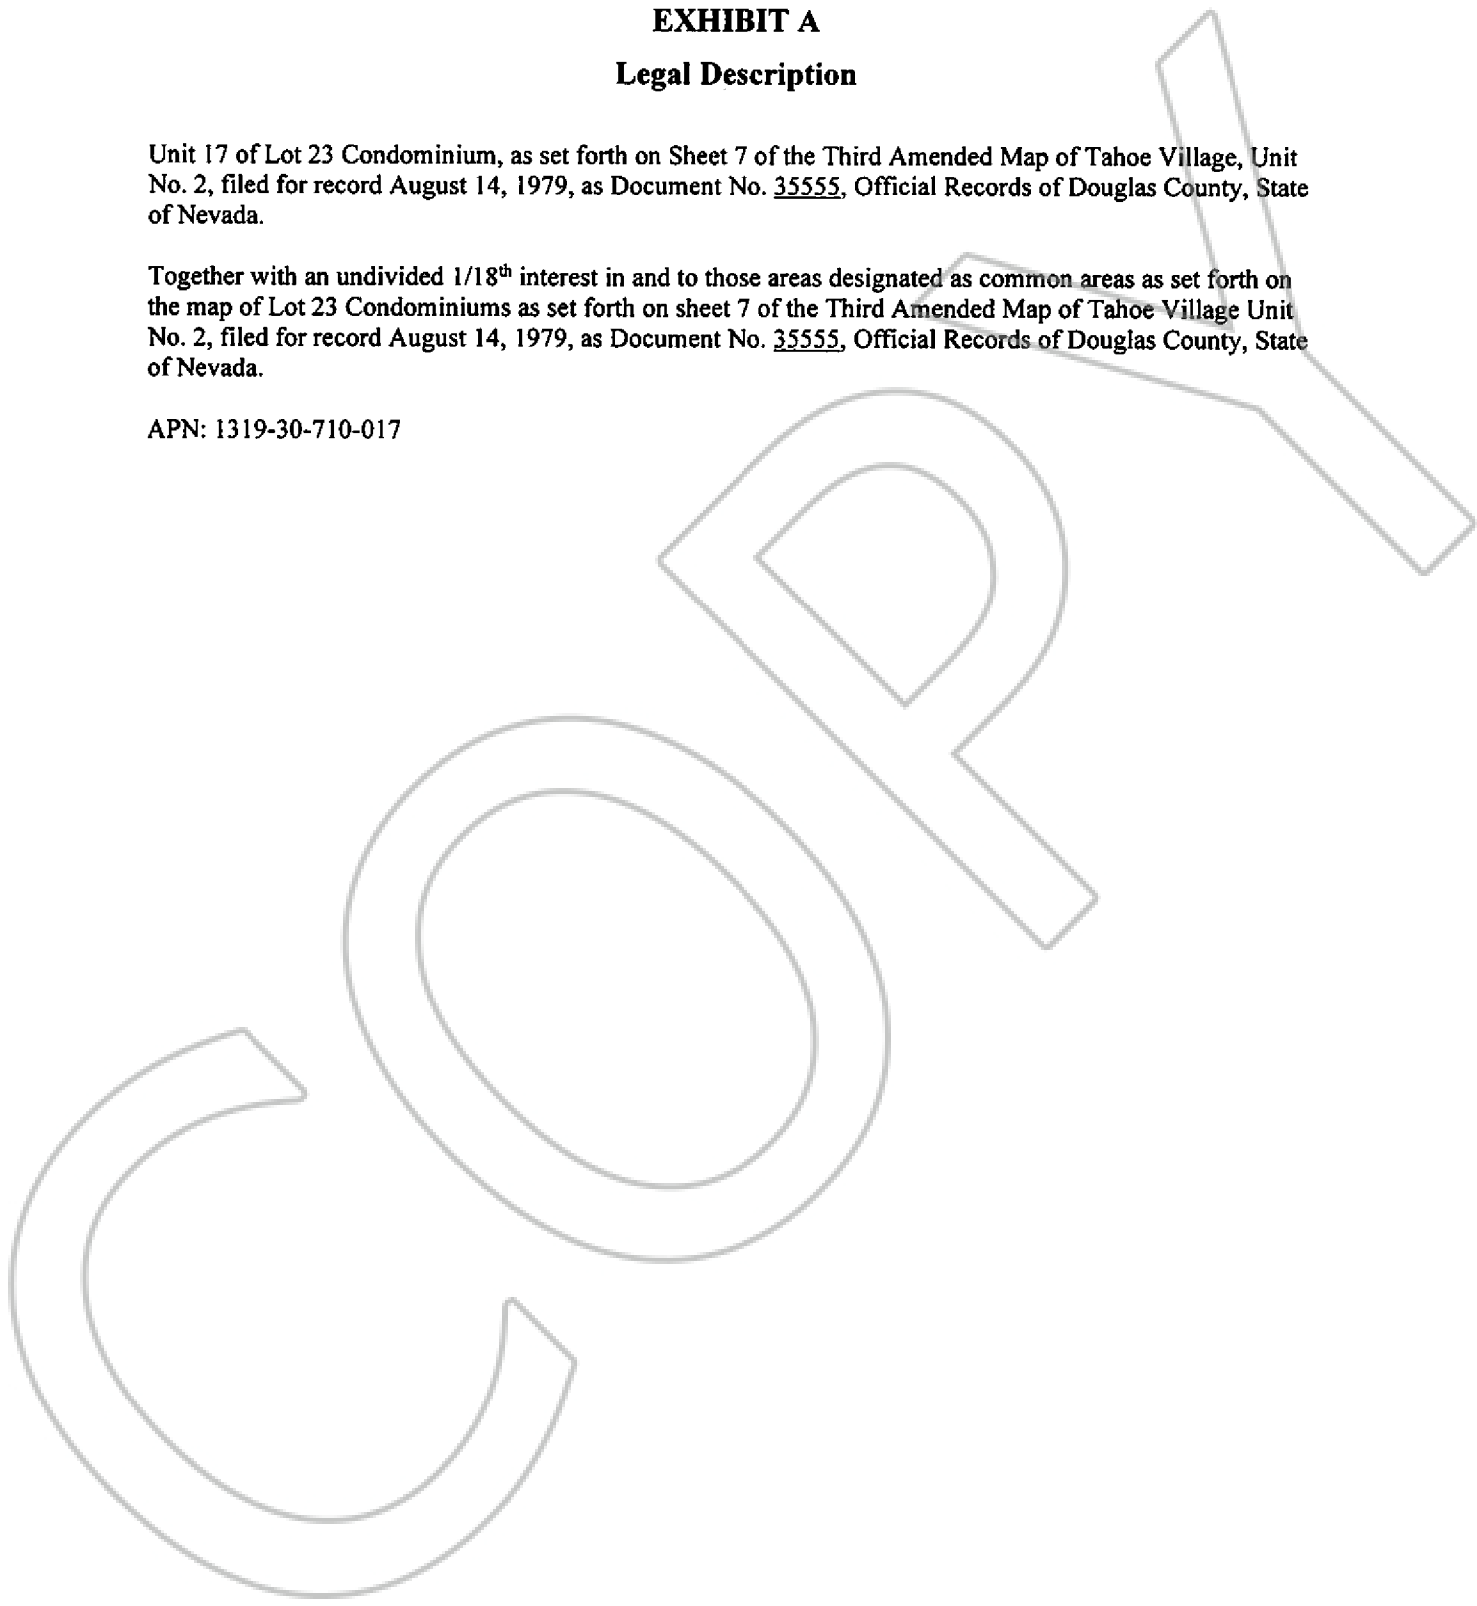 EXHIBIT A
Legal Description
Unit 17 of Lot 23 Condominium, as set forth on Sheet 7 of the Third Amended Map of Tahoe Village, Unit
No. 2, filed for record August 14, 1979, as Document No. 35555, Official Records of Douglas County, State
of Nevada.
Together with an undivided 1/18th interest in and to those areas designated as common areas as set forth on
the map of Lot 23 Condominiums as set forth on sheet 7 of the Third Amended Map of Tahoe Village Unit
No. 2, filed for record August 14, 1979, as Document No. 35555, Official Records of Douglas County, State
of Nevada.
APN: 1319-30-710-017
COPY